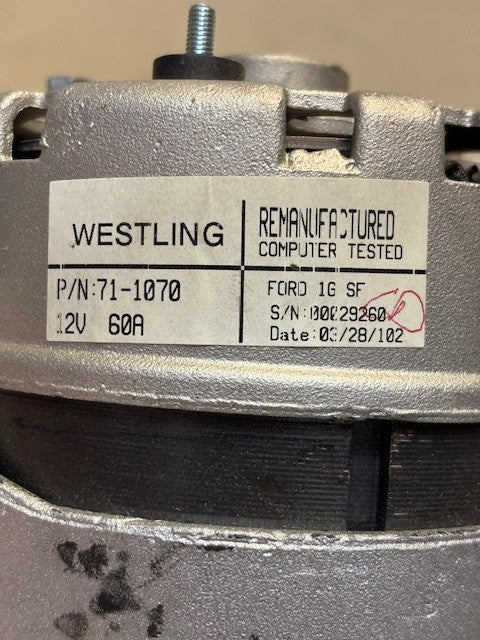 WESTLING
REMANUFACTURED
COMPUTER TESTED
P/N:71-1070
12V 60A
FORD 1G SF
S/N:00029260
Date:03/28/102